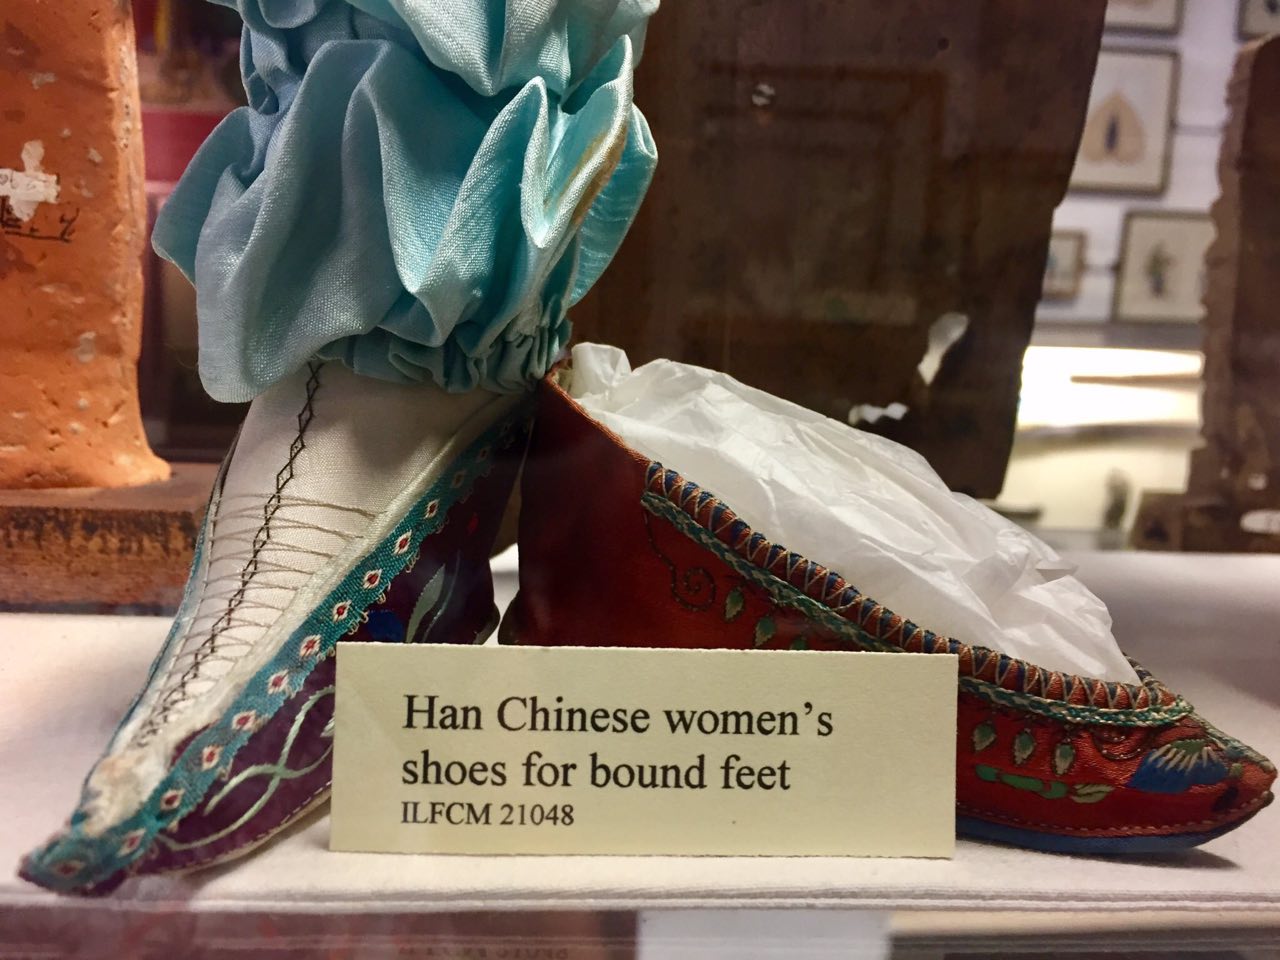 Han Chinese women's
shoes for bound feet
ILFCM 21048